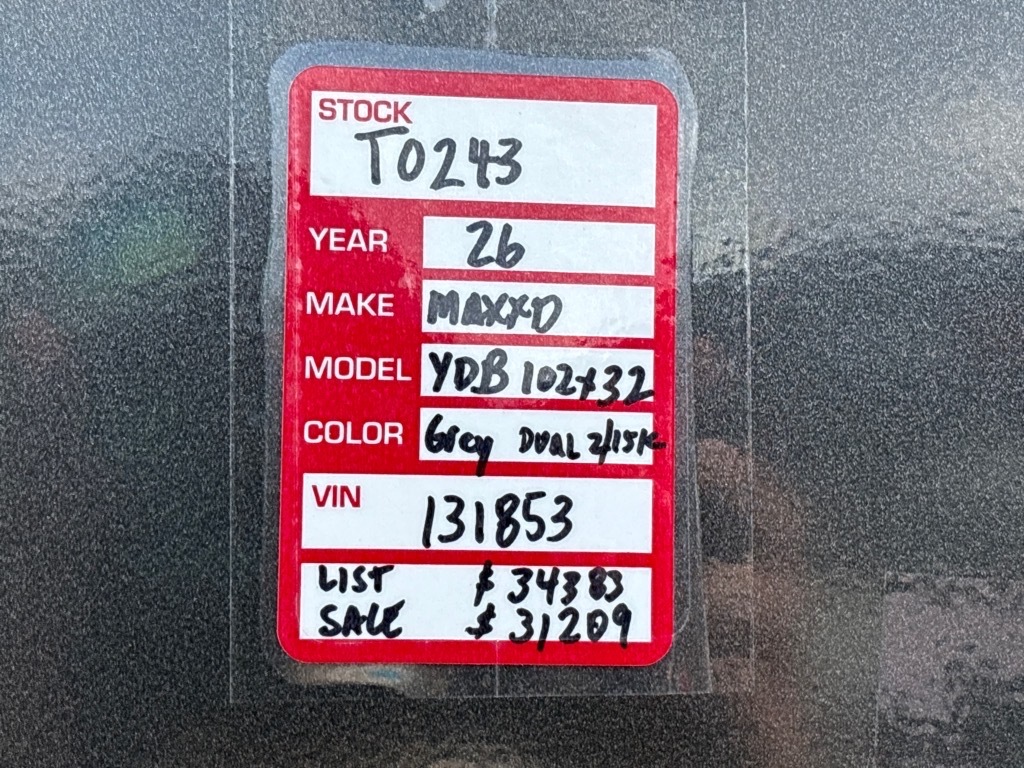 STOCK
T0243
YEAR 26
MAKE MAXXD
MODEL YDB 102x32
COLOR Grey DUAL 2/15K
VIN
131853
LIST $ 34383
SALE $ 31209